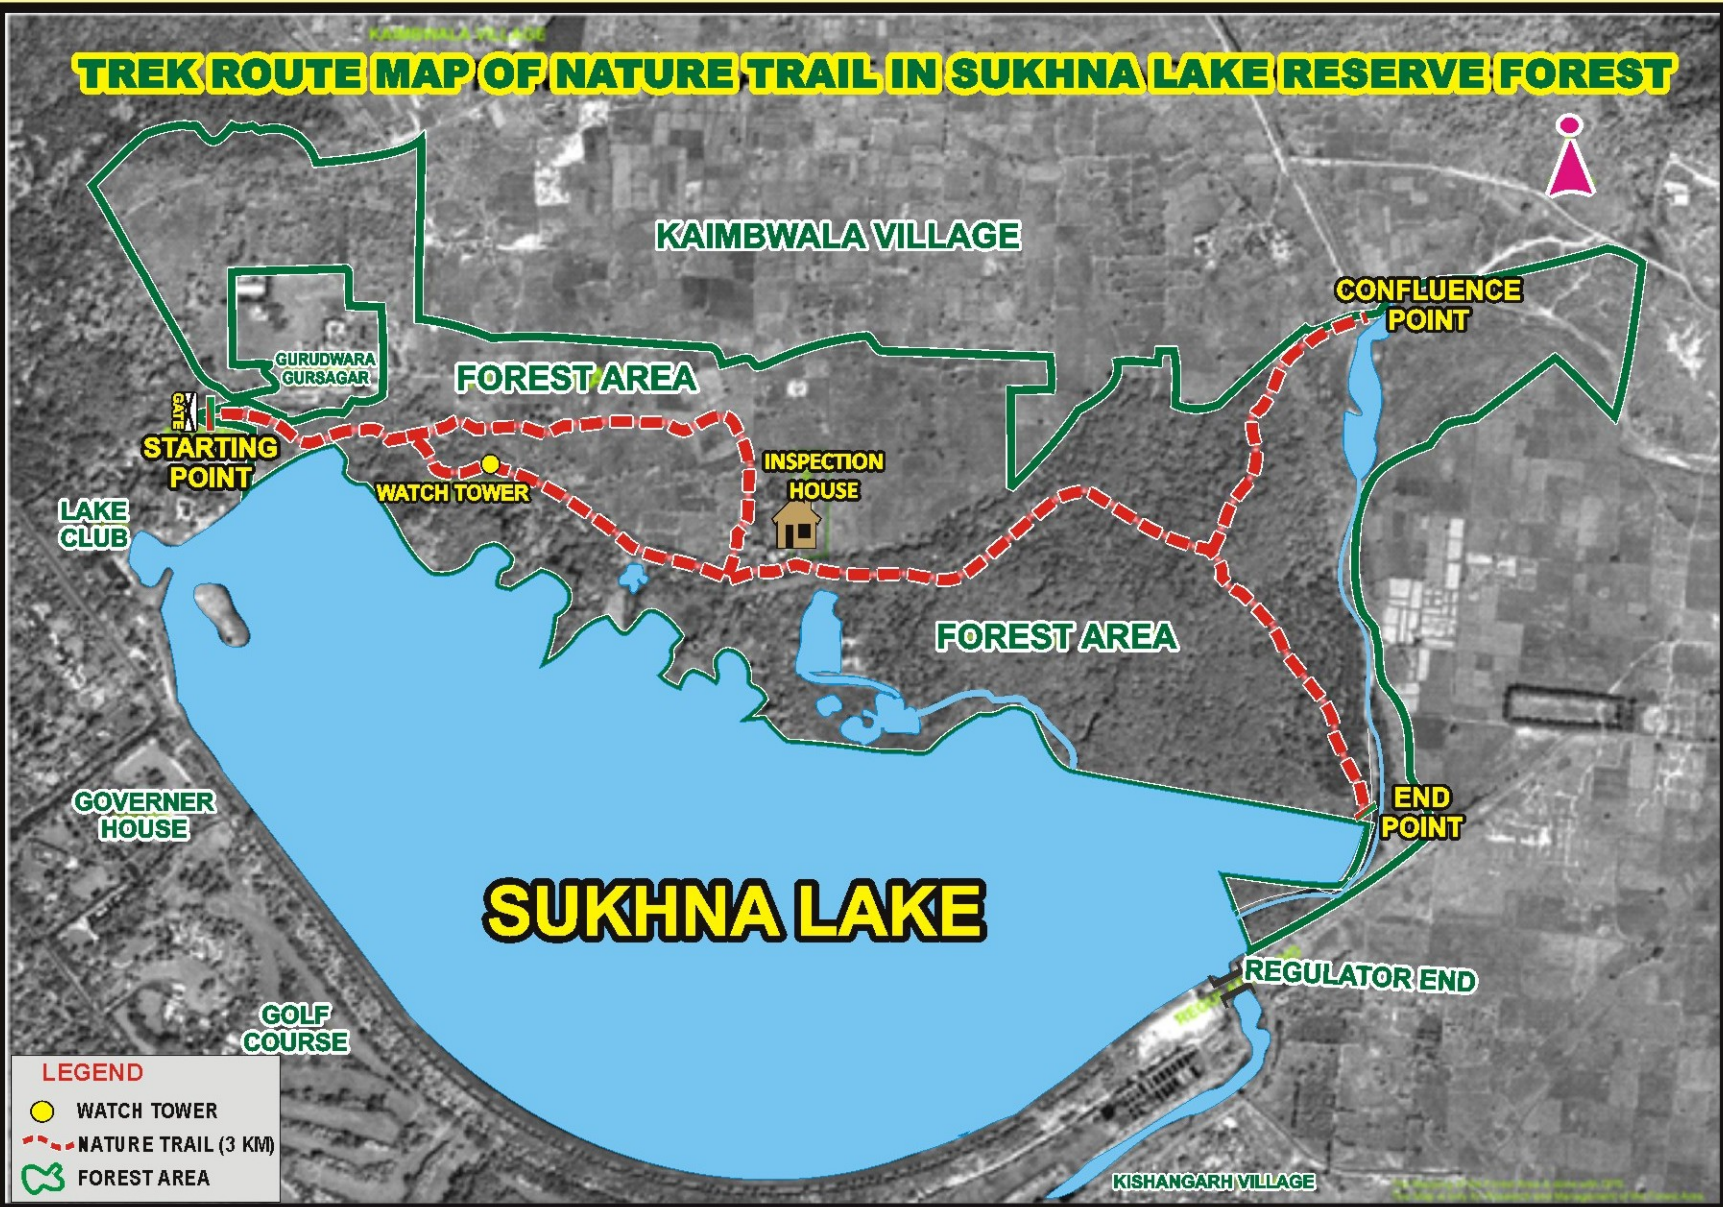 KAIMBWALA VILLAGE
TREK ROUTE MAP OF NATURE TRAIL IN SUKHNA LAKE RESERVE FOREST
KAIMBWALA VILLAGE
CONFLUENCE
POINT
GURUDWARA
GURSAGAR
FOREST AREA
GATE
STARTING
POINT
WATCH TOWER
INSPECTION
HOUSE
LAKE
CLUB
FOREST AREA
GOVERNER
HOUSE
END
POINT
SUKHNA LAKE
REGULATOR END
GOLF
COURSE
LEGEND
WATCH TOWER
NATURE TRAIL (3 KM)
FOREST AREA
KISHANGARH VILLAGE